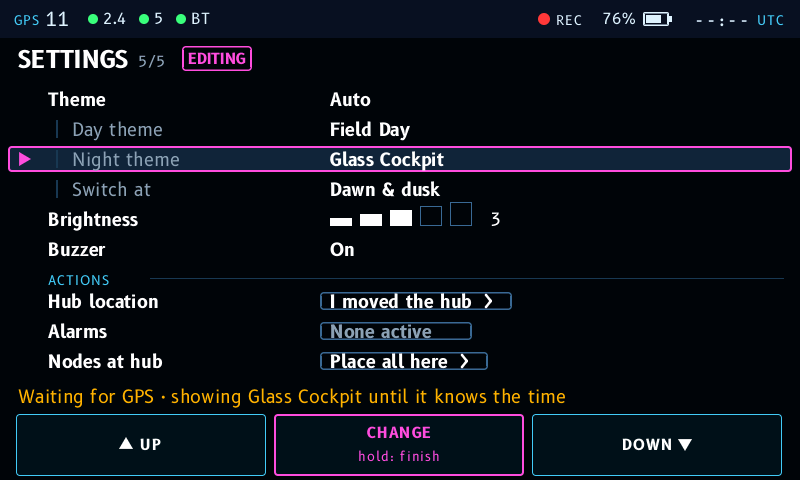 GPS 11 2.4 5 BT REC 76% --:-- UTC
SETTINGS 5/5 EDITING
Theme Auto
Day theme Field Day
▶ Night theme Glass Cockpit
Switch at Dawn & dusk
Brightness 3
Buzzer On
ACTIONS
Hub location I moved the hub >
Alarms None active
Nodes at hub Place all here >
Waiting for GPS · showing Glass Cockpit until it knows the time
▲ UP CHANGE DOWN ▼
hold: finish